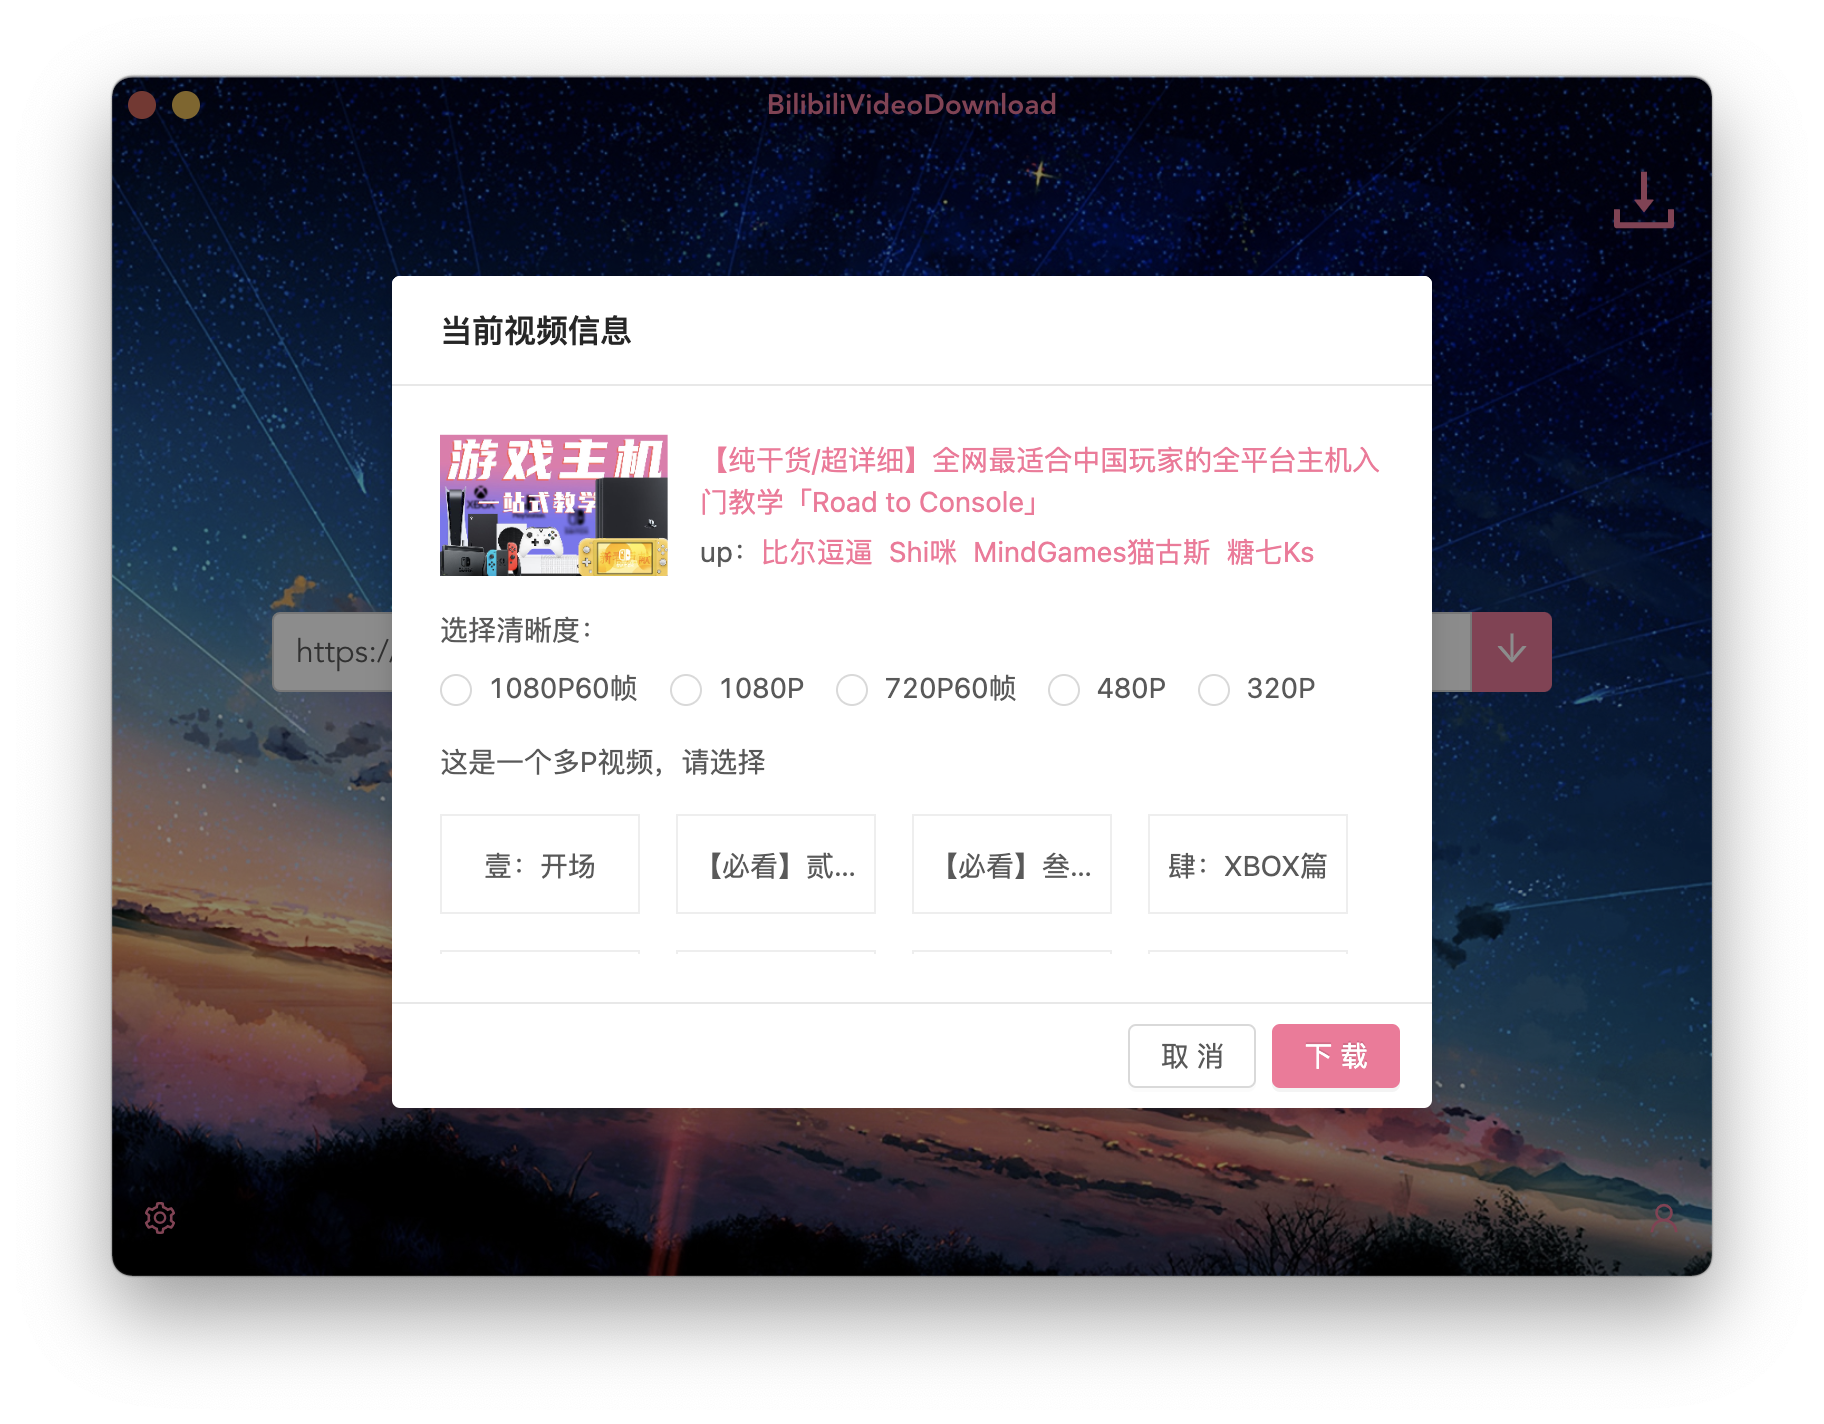 BilibiliVideoDownload
当前视频信息
游戏主机
一站式教学
XBOX
【纯干货/超详细】全网最适合中国玩家的全平台主机入
门教学「Road to Console」
up：比尔逗逼 Shi咪 MindGames猫古斯 糖七Ks
https:/
选择清晰度：
1080P60帧 1080P 720P60帧 480P 320P
这是一个多P视频，请选择
壹：开场 【必看】贰... 【必看】叁... 肆：XBOX篇
取 消 下 载